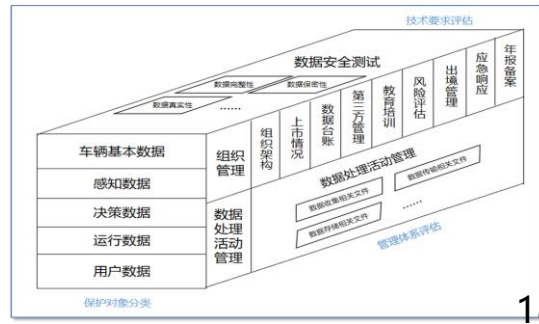 技术要求评估
数据安全测试
数据完整性
数据保密性
数据真实性
……
车辆基本数据
感知数据
决策数据
运行数据
用户数据
保护对象分类
组织管理
数据处理活动管理
组织架构
上市情况
数据台账
第三方管理
教育培训
风险评估
出境管理
应急响应
年报备案
数据处理活动管理
数据收集相关文件
数据传输相关文件
数据存储相关文件
……
管理体系评估
1